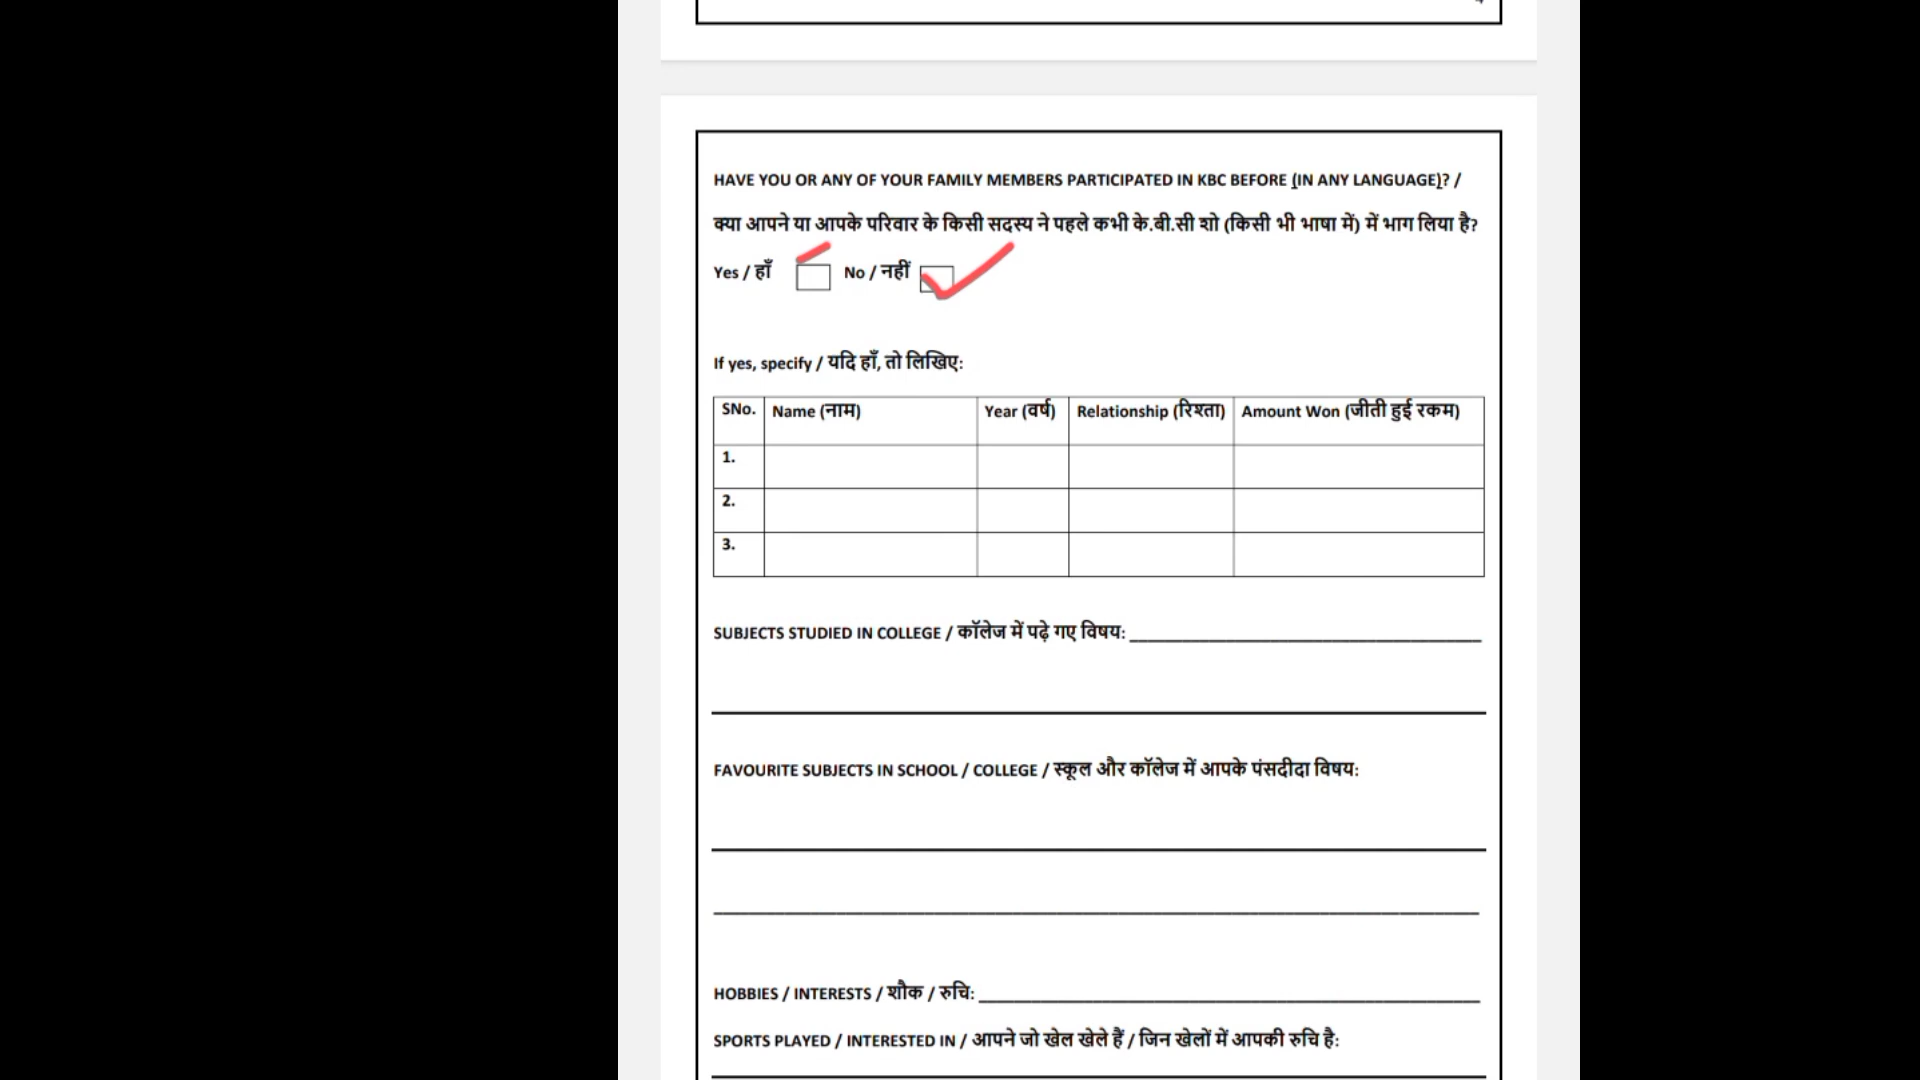 HAVE YOU OR ANY OF YOUR FAMILY MEMBERS PARTICIPATED IN KBC BEFORE (IN ANY LANGUAGE)? /
क्या आपने या आपके परिवार के किसी सदस्य ने पहले कभी के.बी.सी शो (किसी भी भाषा में) में भाग लिया है?
Yes / हाँ No / नहीं
If yes, specify / यदि हाँ, तो लिखिए:
SNo. Name (नाम) Year (वर्ष) Relationship (रिश्ता) Amount Won (जीती हुई रकम)
1.
2.
3.
SUBJECTS STUDIED IN COLLEGE / कॉलेज में पढ़े गए विषय:
FAVOURITE SUBJECTS IN SCHOOL / COLLEGE / स्कूल और कॉलेज में आपके पंसदीदा विषय:
HOBBIES / INTERESTS / शौक / रुचि:
SPORTS PLAYED / INTERESTED IN / आपने जो खेल खेले हैं / जिन खेलों में आपकी रुचि है: